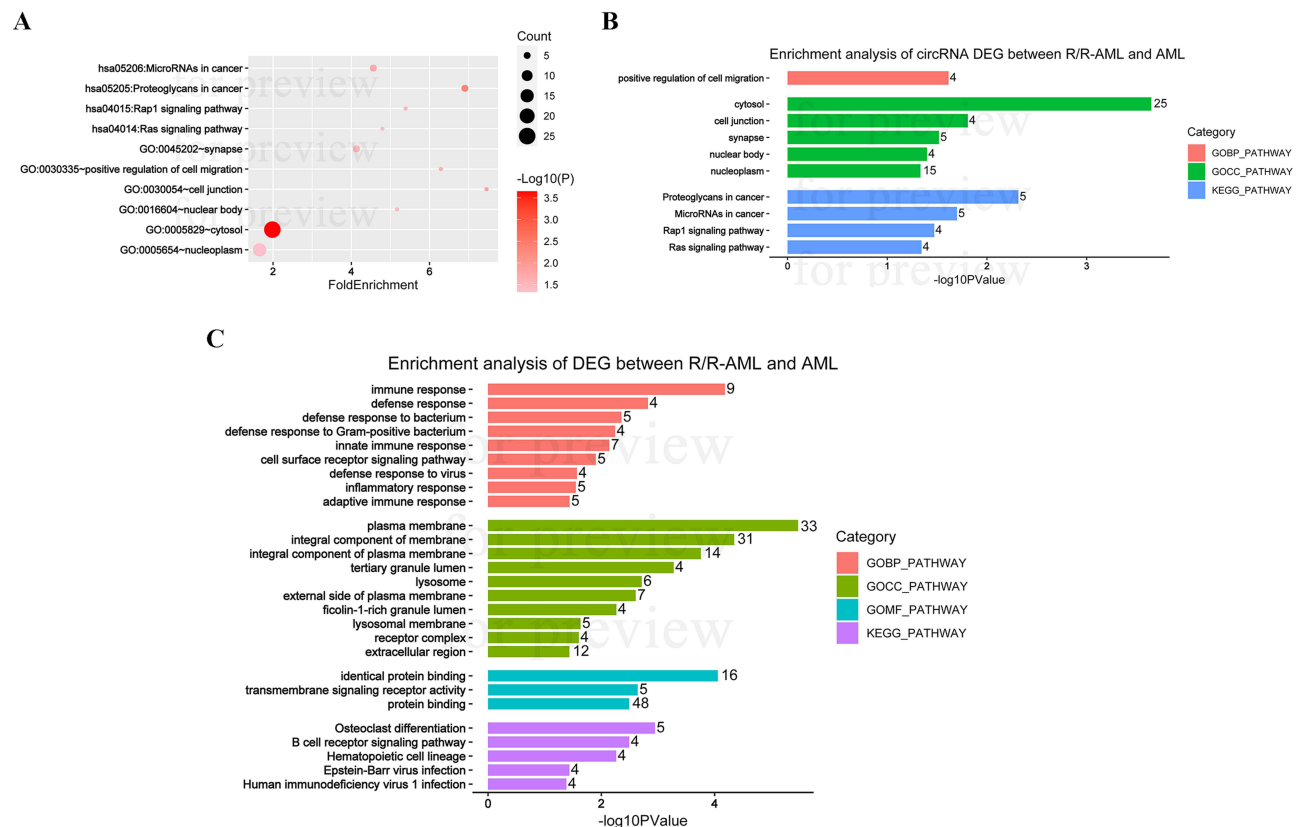 A
hsa05206:MicroRNAs in cancer
hsa05205:Proteoglycans in cancer
hsa04015:Rap1 signaling pathway
hsa04014:Ras signaling pathway
GO:0045202~synapse
GO:0030335~positive regulation of cell migration
GO:0030054~cell junction
GO:0016604~nuclear body
GO:0005829~cytosol
GO:0005654~nucleoplasm
2 4 6
FoldEnrichment
Count
5
10
15
20
25
-Log10(P)
3.5
3.0
2.5
2.0
1.5
for preview
for preview
B
Enrichment analysis of circRNA DEG between R/R-AML and AML
positive regulation of cell migration 4
cytosol 25
cell junction 4
synapse 5
nuclear body 4
nucleoplasm 15
Proteoglycans in cancer 5
MicroRNAs in cancer 5
Rap1 signaling pathway 4
Ras signaling pathway 4
0 1 2 3
-log10PValue
Category
GOBP_PATHWAY
GOCC_PATHWAY
KEGG_PATHWAY
for preview
for preview
C
Enrichment analysis of DEG between R/R-AML and AML
immune response 9
defense response 4
defense response to bacterium 5
defense response to Gram-positive bacterium 4
innate immune response 7
cell surface receptor signaling pathway 5
defense response to virus 4
inflammatory response 5
adaptive immune response 5
plasma membrane 33
integral component of membrane 31
integral component of plasma membrane 14
tertiary granule lumen 4
lysosome 6
external side of plasma membrane 7
ficolin-1-rich granule lumen 4
lysosomal membrane 5
receptor complex 4
extracellular region 12
identical protein binding 16
transmembrane signaling receptor activity 5
protein binding 48
Osteoclast differentiation 5
B cell receptor signaling pathway 4
Hematopoietic cell lineage 4
Epstein-Barr virus infection 4
Human immunodeficiency virus 1 infection 4
0 2 4
-log10PValue
Category
GOBP_PATHWAY
GOCC_PATHWAY
GOMF_PATHWAY
KEGG_PATHWAY
for preview
for preview
for preview